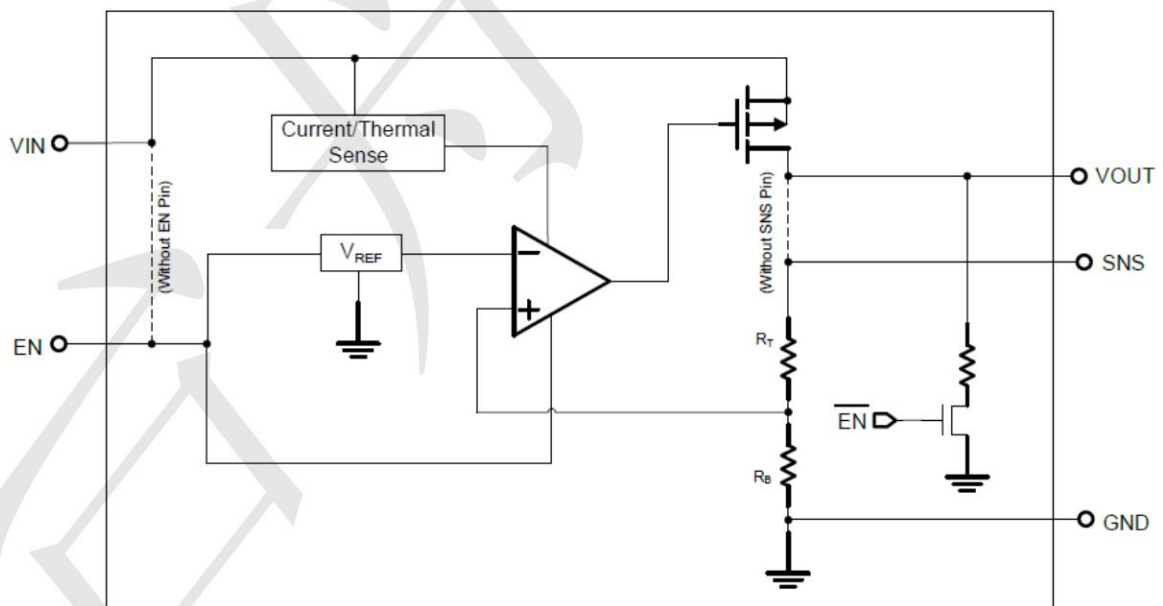 Current/Thermal
Sense
VIN
(Without EN Pin)
VREF
−
+
EN
(Without SNS Pin)
VOUT
SNS
RT
EN
RB
GND